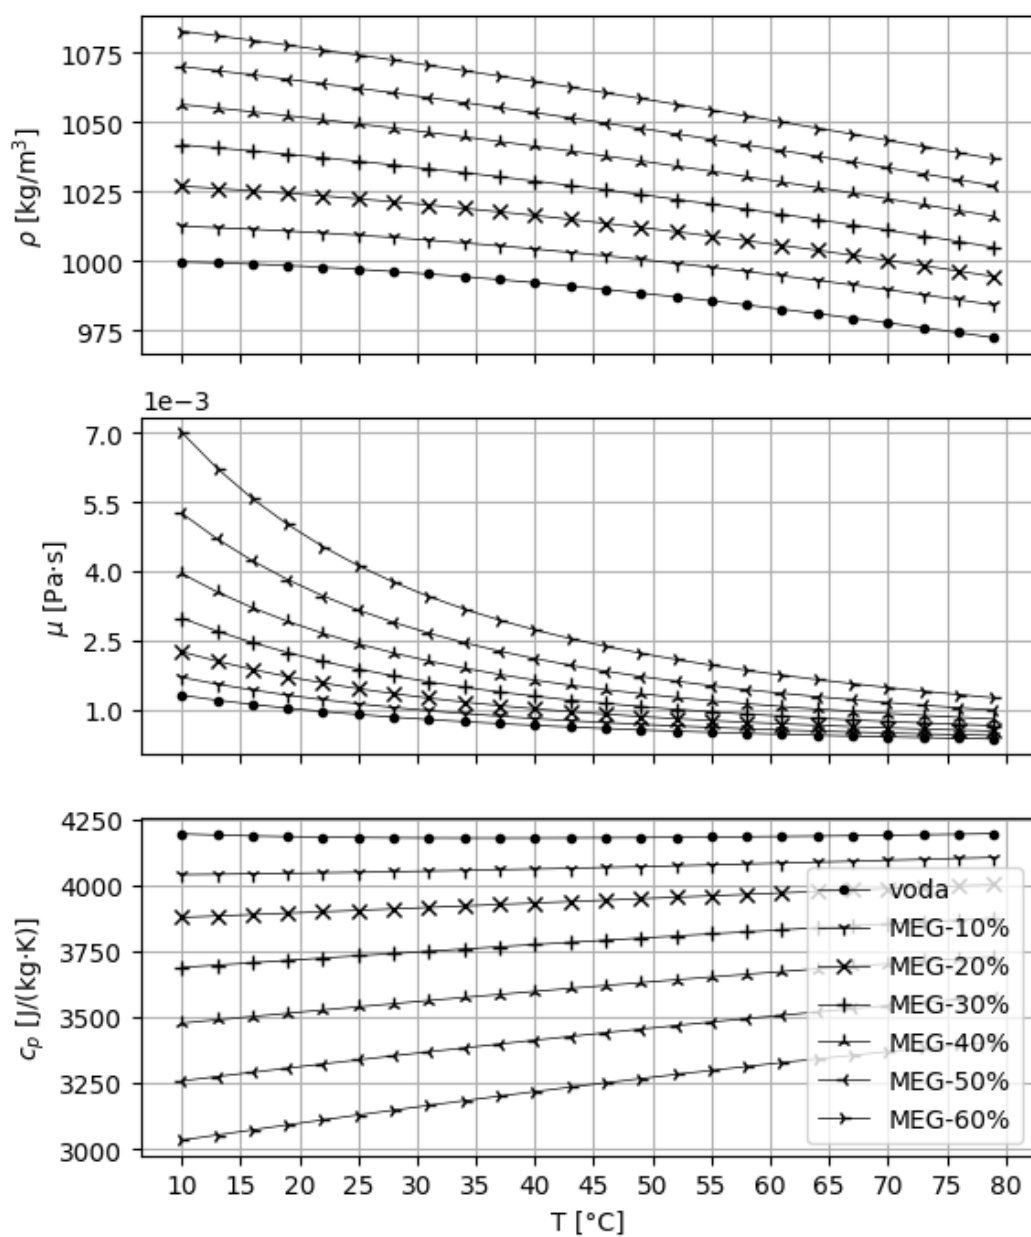 1075
1050
1025
1000
975
ρ [kg/m³]
1e−3
7.0
5.5
4.0
2.5
1.0
μ [Pa·s]
4250
4000
3750
3500
3250
3000
c_p [J/(kg·K)]
voda
MEG-10%
MEG-20%
MEG-30%
MEG-40%
MEG-50%
MEG-60%
10 15 20 25 30 35 40 45 50 55 60 65 70 75 80
T [°C]